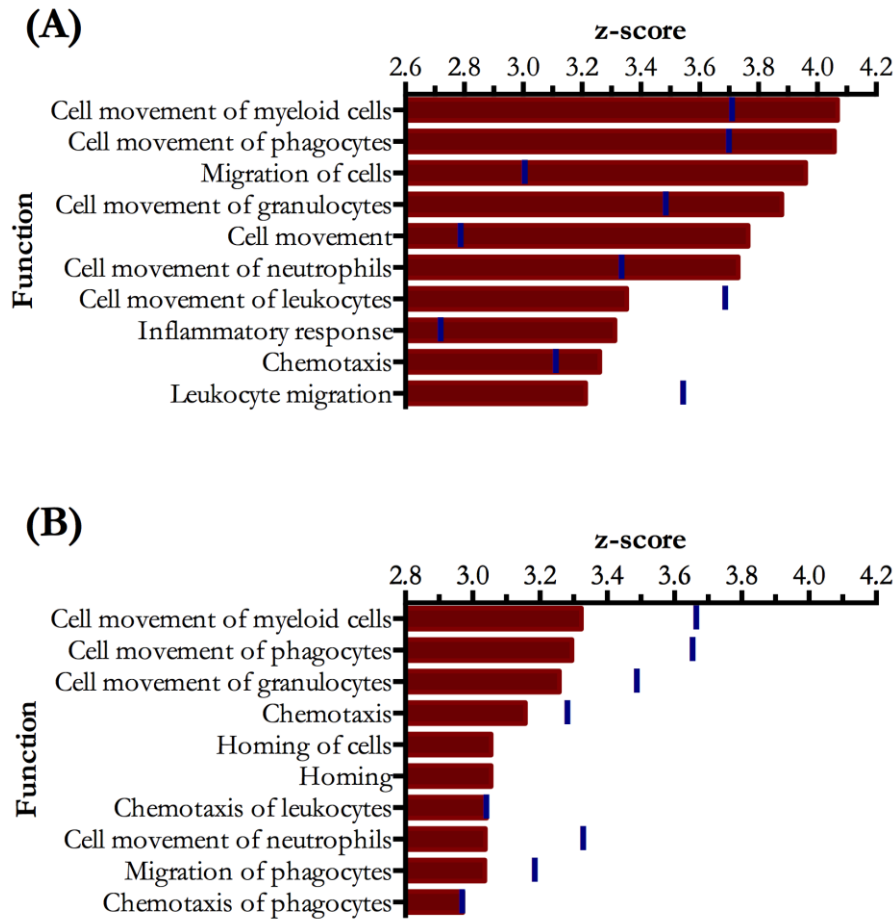 (A)
z-score
2.6 2.8 3.0 3.2 3.4 3.6 3.8 4.0 4.2
Function
Cell movement of myeloid cells
Cell movement of phagocytes
Migration of cells
Cell movement of granulocytes
Cell movement
Cell movement of neutrophils
Cell movement of leukocytes
Inflammatory response
Chemotaxis
Leukocyte migration
(B)
z-score
2.8 3.0 3.2 3.4 3.6 3.8 4.0 4.2
Function
Cell movement of myeloid cells
Cell movement of phagocytes
Cell movement of granulocytes
Chemotaxis
Homing of cells
Homing
Chemotaxis of leukocytes
Cell movement of neutrophils
Migration of phagocytes
Chemotaxis of phagocytes